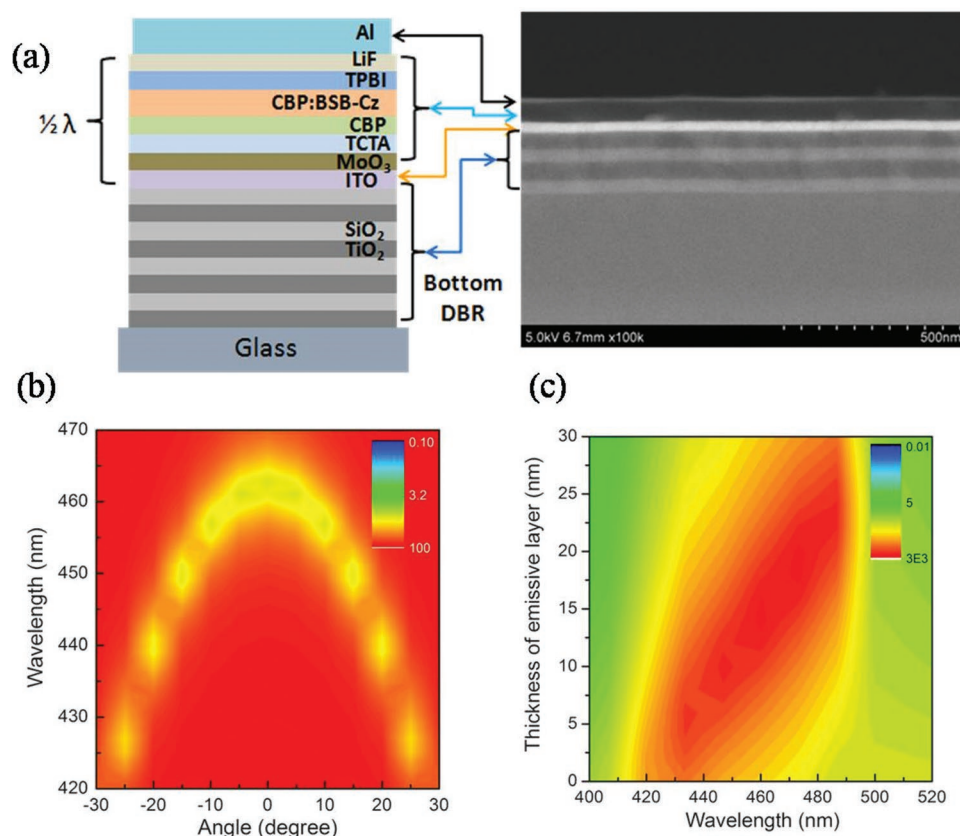 (a)
Al
LiF
TPBI
CBP:BSB-Cz
CBP
TCTA
MoO₃
ITO
½ λ
SiO₂
TiO₂
Bottom
DBR
Glass
5.0kV 6.7mm x100k
500nm
(b)
470
460
450
440
430
420
Wavelength (nm)
-30 -20 -10 0 10 20 30
Angle (degree)
0.10
3.2
100
(c)
30
25
20
15
10
5
0
Thickness of emissive layer (nm)
400 420 440 460 480 500 520
Wavelength (nm)
0.01
5
3E3